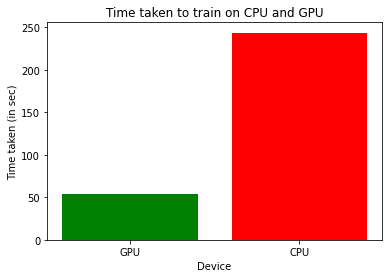 Time taken to train on CPU and GPU
250
200
150
100
50
0
Time taken (in sec)
GPU CPU
Device